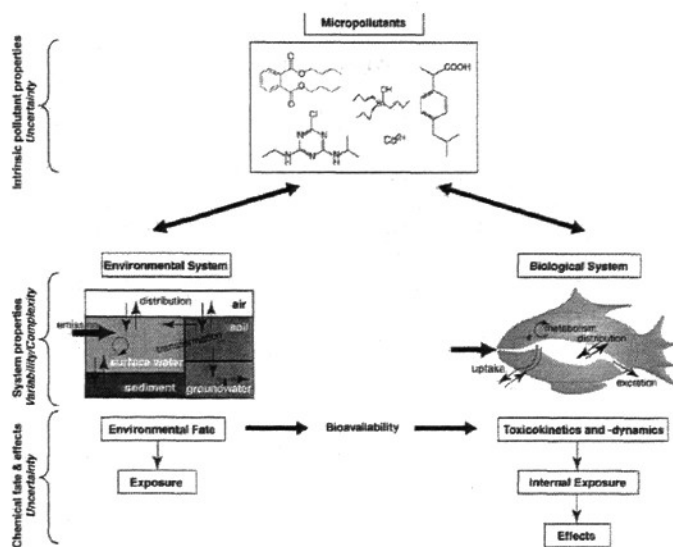 Micropollutants
Intrinsic pollutant properties
Uncertainty
COOH
O
O
O
O
OH
Cl
N
N
N
N
H
N
H
Cd2+
Environmental System
Biological System
System properties
Variability/Complexity
distribution
air
emission
soil
surface water
sediment
groundwater
metabolism
distribution
uptake
excretion
Chemical fate & effects
Uncertainty
Environmental Fate
Bioavailability
Toxicokinetics and -dynamics
Exposure
Internal Exposure
Effects